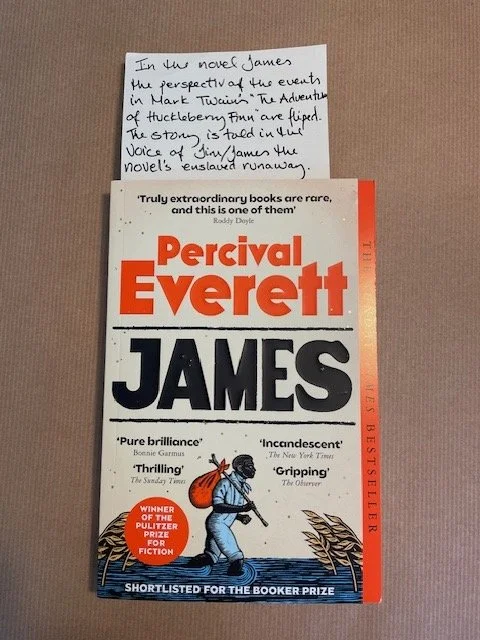 In the novel James
the perspectiv of the events
in Mark Twain's "The Adventures
of Huckleberry Finn" are fliped.
The story is told in the
Voice of Jim/James the
novel's enslaved runaway.
‘Truly extraordinary books are rare,
and this is one of them’
Roddy Doyle
Percival
Everett
JAMES
‘Pure brilliance’
Bonnie Garmus
‘Incandescent’
The New York Times
‘Thrilling’
The Sunday Times
‘Gripping’
The Observer
WINNER
OF THE
PULITZER
PRIZE
FOR
FICTION
SHORTLISTED FOR THE BOOKER PRIZE
BESTSELLER